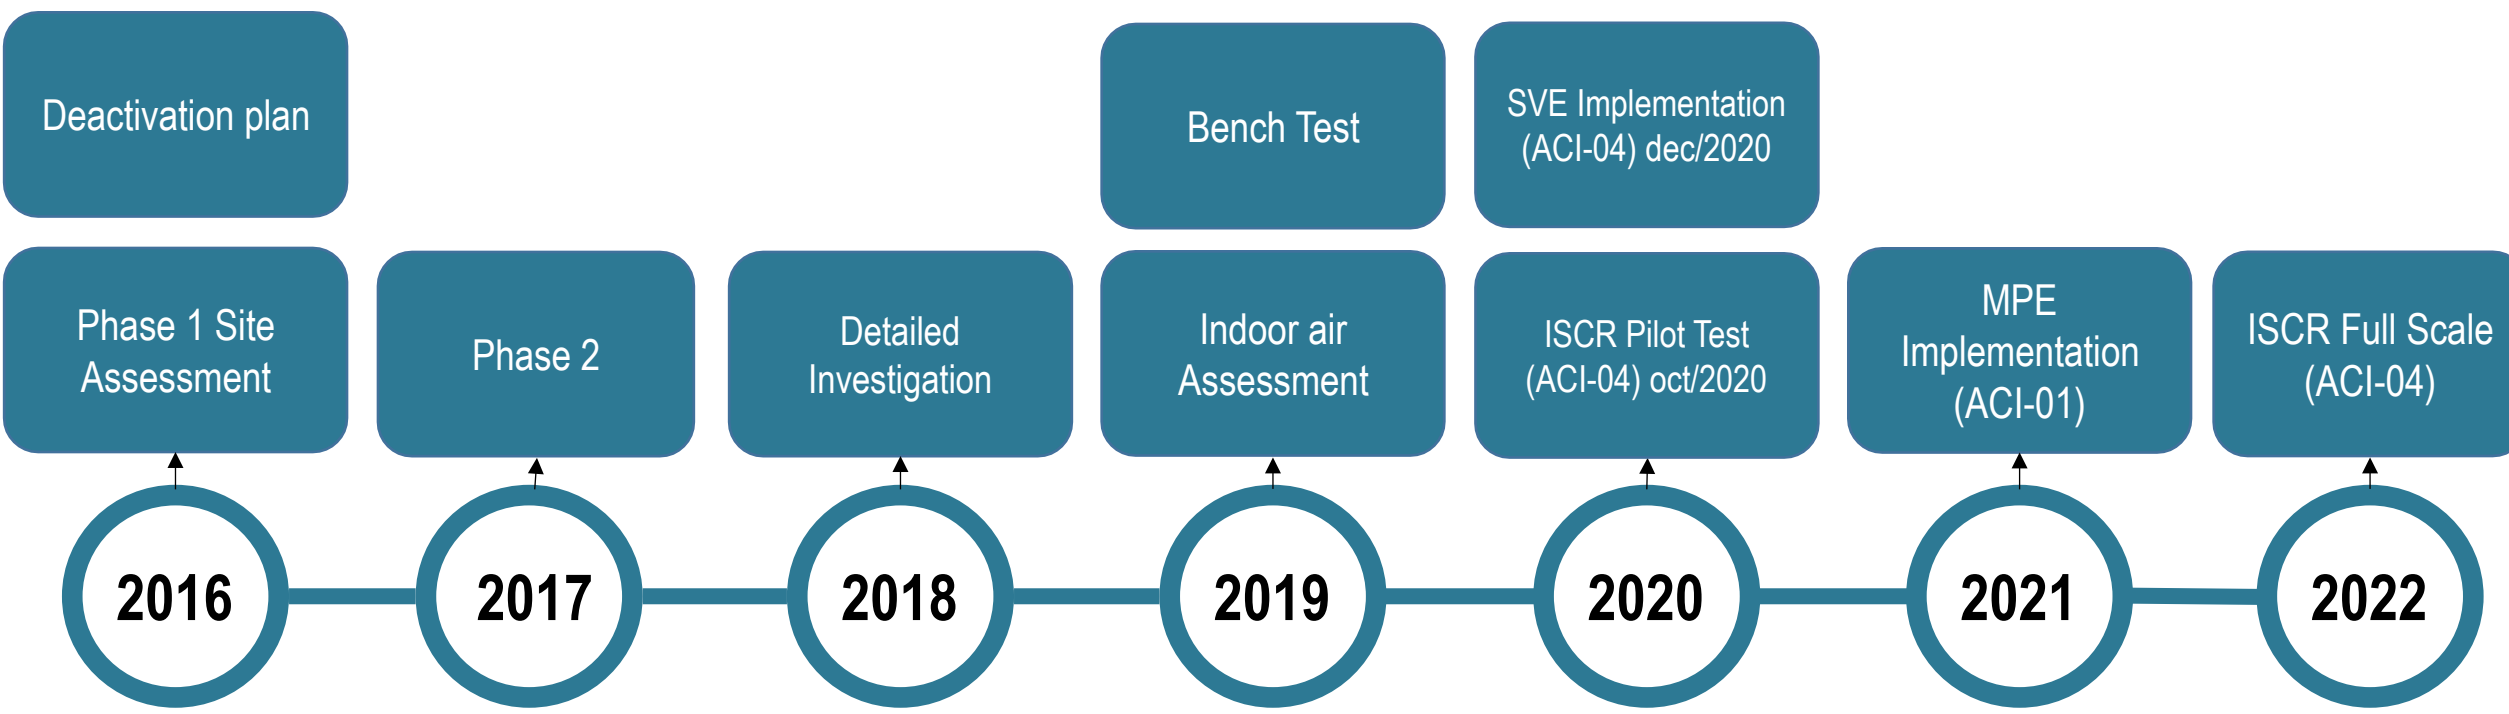 Deactivation plan
Bench Test
SVE Implementation
(ACI-04) dec/2020
Phase 1 Site
Assessment
Phase 2
Detailed
Investigation
Indoor air
Assessment
ISCR Pilot Test
(ACI-04) oct/2020
MPE
Implementation
(ACI-01)
ISCR Full Scale
(ACI-04)
2016
2017
2018
2019
2020
2021
2022